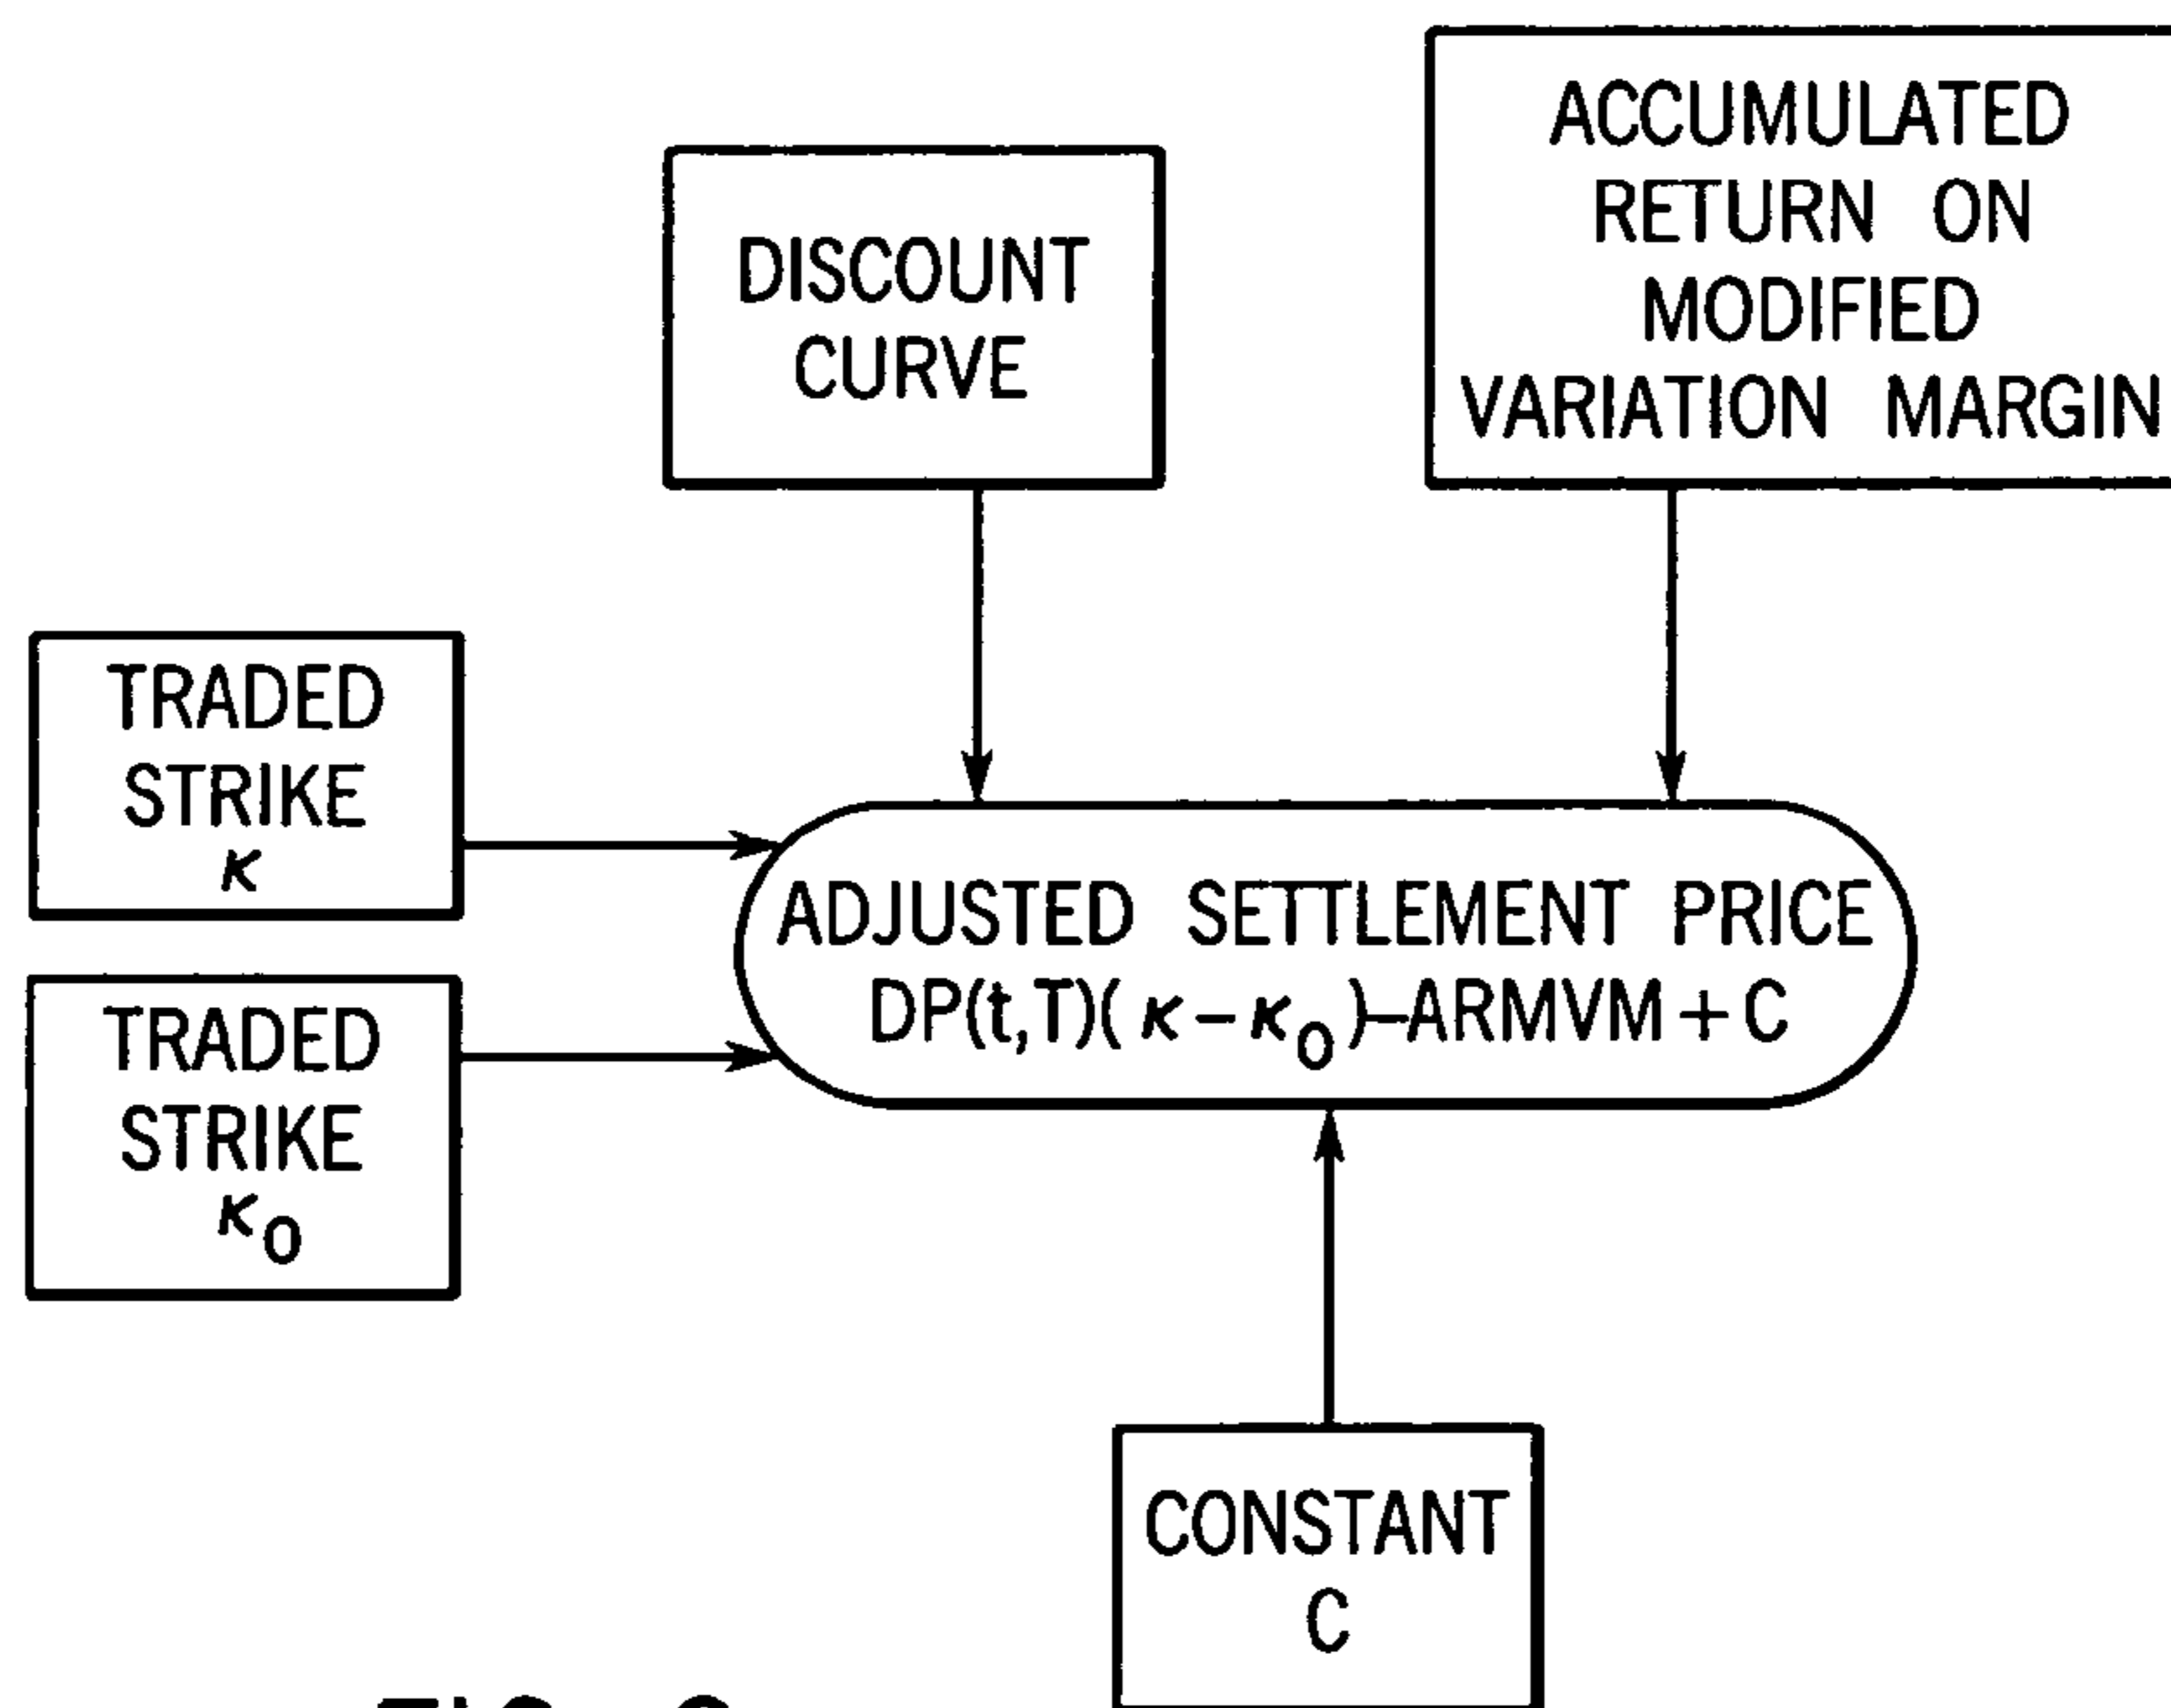 ACCUMULATED
RETURN ON
MODIFIED
VARIATION MARGIN
DISCOUNT
CURVE
TRADED
STRIKE
κ
ADJUSTED SETTLEMENT PRICE
DP(t,T)(κ-κ₀)-ARMVM+C
TRADED
STRIKE
κ₀
CONSTANT
C